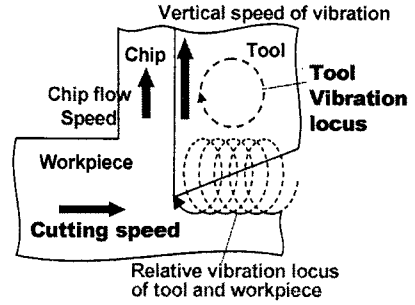 Vertical speed of vibration
Chip
Tool
Chip flow
Speed
Tool
Vibration
locus
Workpiece
Cutting speed
Relative vibration locus
of tool and workpiece